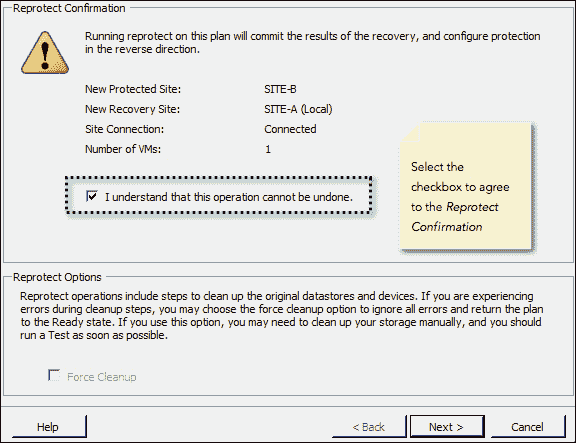 Reprotect Confirmation
Running reprotect on this plan will commit the results of the recovery, and configure protection
in the reverse direction.
New Protected Site: SITE-B
New Recovery Site: SITE-A (Local)
Site Connection: Connected
Number of VMs: 1
I understand that this operation cannot be undone.
Select the
checkbox to agree
to the Reprotect
Confirmation
Reprotect Options
Reprotect operations include steps to clean up the original datastores and devices. If you are experiencing
errors during cleanup steps, you may choose the force cleanup option to ignore all errors and return the plan
to the Ready state. If you use this option, you may need to clean up your storage manually, and you should
run a Test as soon as possible.
Force Cleanup
Help < Back Next > Cancel